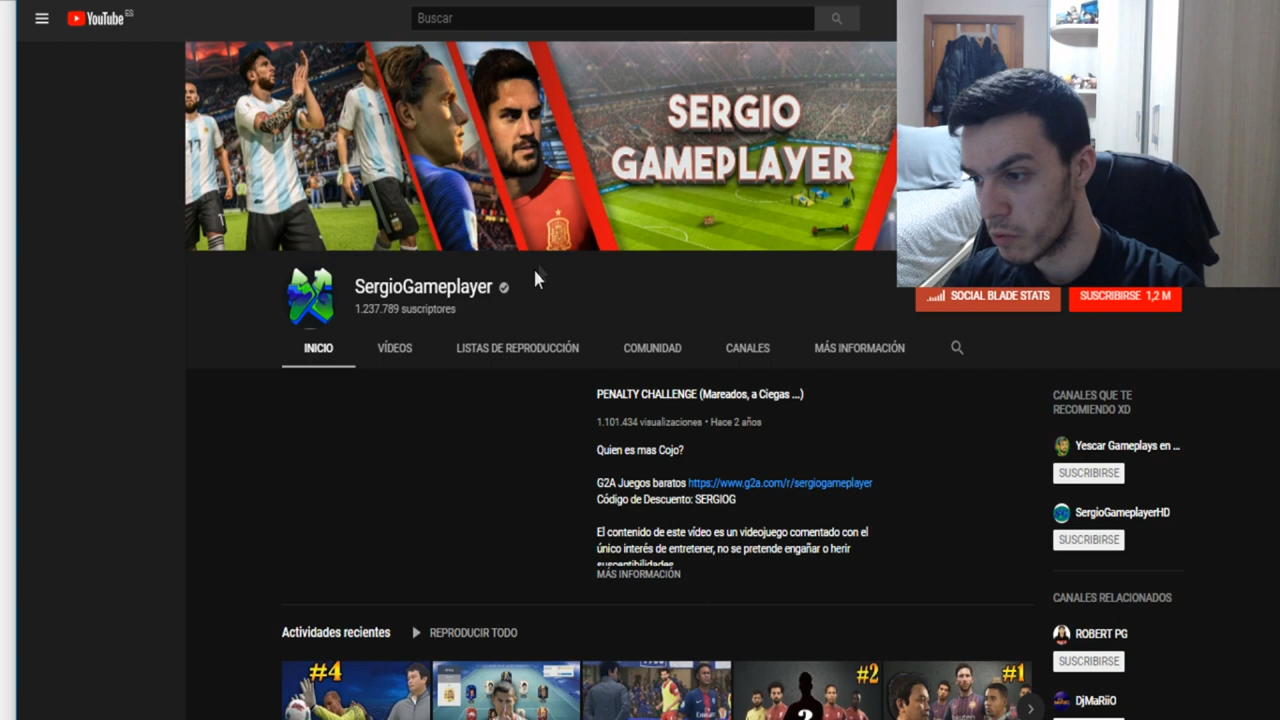 YouTube ES
Buscar
SERGIO
GAMEPLAYER
SergioGameplayer
1.237.789 suscriptores
SOCIAL BLADE STATS
SUSCRIBIRSE 1,2 M
INICIO
VÍDEOS
LISTAS DE REPRODUCCIÓN
COMUNIDAD
CANALES
MÁS INFORMACIÓN
PENALTY CHALLENGE (Mareados, a Ciegas ...)
1.101.434 visualizaciones • Hace 2 años
Quien es mas Cojo?
G2A Juegos baratos https://www.g2a.com/r/sergiogameplayer
Código de Descuento: SERGIOG
El contenido de este vídeo es un videojuego comentado con el
único interés de entretener, no se pretende engañar o herir
susceptibilidades
MÁS INFORMACIÓN
CANALES QUE TE
RECOMIENDO XD
Yescar Gameplays en ...
SUSCRIBIRSE
SergioGameplayerHD
SUSCRIBIRSE
CANALES RELACIONADOS
ROBERT PG
SUSCRIBIRSE
DjMaRiiO
Actividades recientes
REPRODUCIR TODO
#4
#2
#1
?